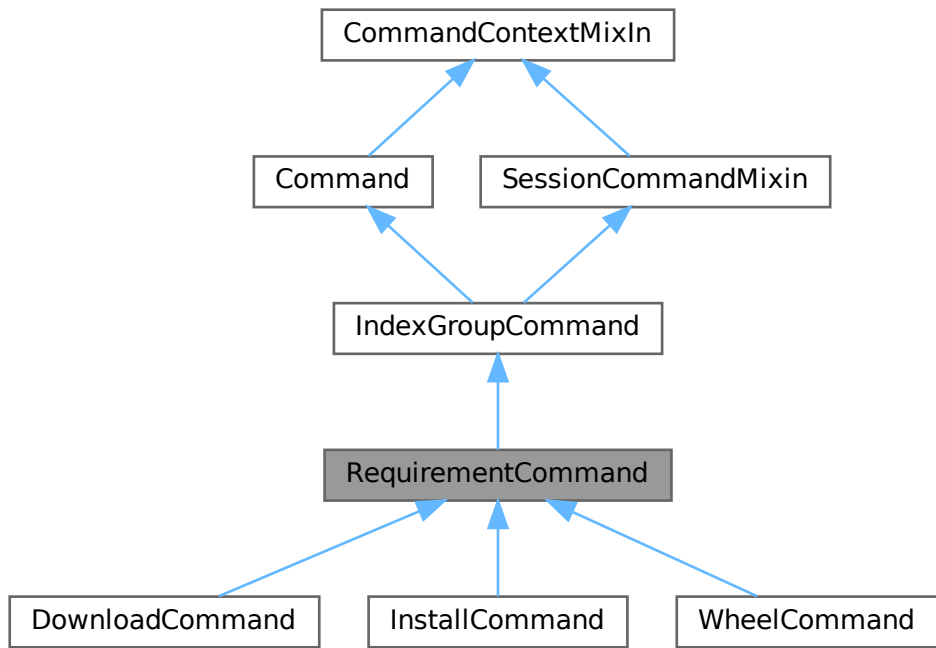 CommandContextMixIn
Command
SessionCommandMixin
IndexGroupCommand
RequirementCommand
DownloadCommand
InstallCommand
WheelCommand